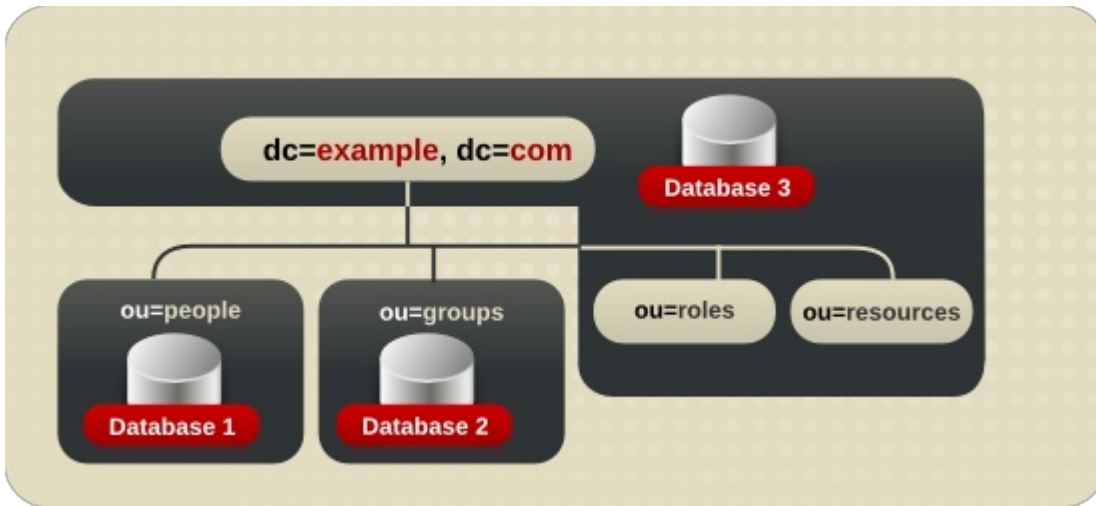 dc=example, dc=com
Database 3
ou=people
ou=groups
ou=roles
ou=resources
Database 1
Database 2